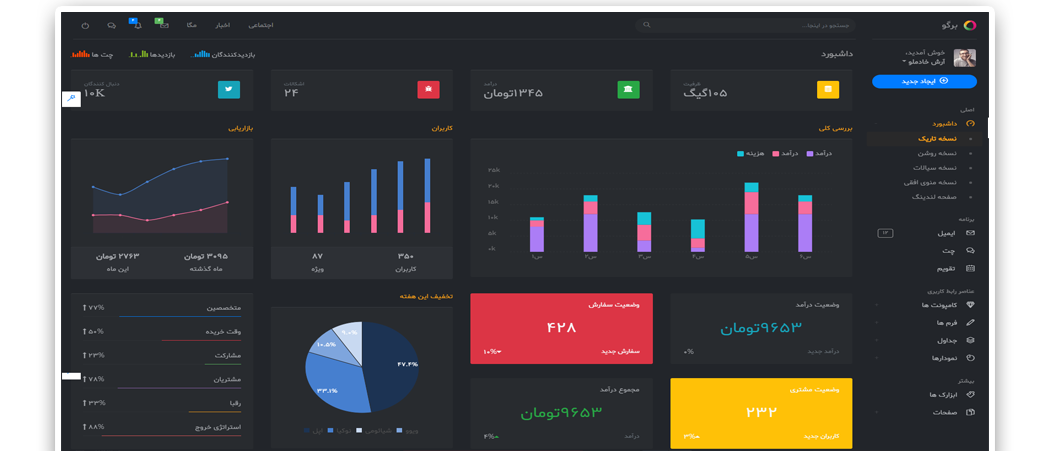 برگو
جستجو در اینجا...
اجتماعی
اخبار
مگا
خوش آمدید،
آرش خادملو
ایجاد جدید
اصلی
داشبورد
نسخه تاریک
نسخه روشن
نسخه سیالات
نسخه منوی افقی
صفحه لندینگ
برنامه
ایمیل
۱۲
چت
تقویم
عناصر رابط کاربری
کامپوننت ها
فرم ها
جداول
نمودارها
بیشتر
ابزارک ها
صفحات
داشبورد
بازدیدکنندگان
بازدیدها
چت ها
ظرفیت
۱۰۵گیگ
درآمد
۱۳۴۵تومان
اشکالات
۲۴
دنبال کنندگان
۱۰K
بررسی کلی
درآمد
درآمد
هزینه
۲۵k
۲۰k
۱۵k
۱۰k
۵k
۰k
س۱
س۲
س۳
س۴
س۵
س۶
کاربران
۳۵۰
کاربران
۸۷
ویژه
بازاریابی
۳۰۹۵ تومان
ماه گذشته
۲۷۶۳ تومان
این ماه
وضعیت درآمد
۹۶۵۳تومان
درآمد جدید
۰%
وضعیت سفارش
۴۲۸
سفارش جدید
۱۰%
وضعیت مشتری
۲۳۲
کاربران جدید
۳%
مجموع درآمد
۹۶۵۳تومان
درآمد
۴%
تخفیف این هفته
۴۷.۴%
۳۳.۱%
۱۰.۵%
۹.۰%
ویوو
شیائومی
نوکیا
اپل
متخصصین
۷۷%
وقت خریده
۵۰%
مشارکت
۲۳%
مشتریان
۷۸%
رقبا
۳۳%
استراتژی خروج
۸۸%